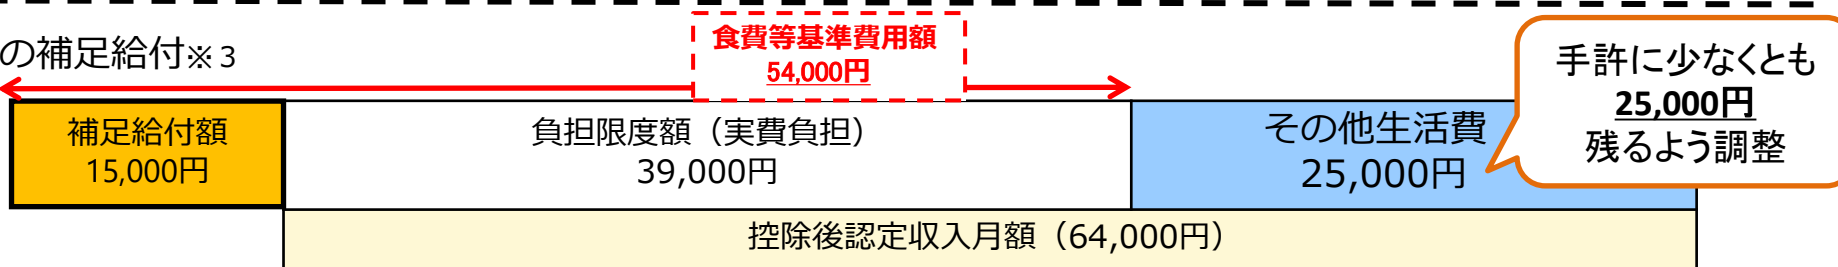 の補足給付※3
食費等基準費用額
54,000円
手許に少なくとも
25,000円
残るよう調整
補足給付額
15,000円
負担限度額（実費負担）
39,000円
その他生活費
25,000円
控除後認定収入月額（64,000円）